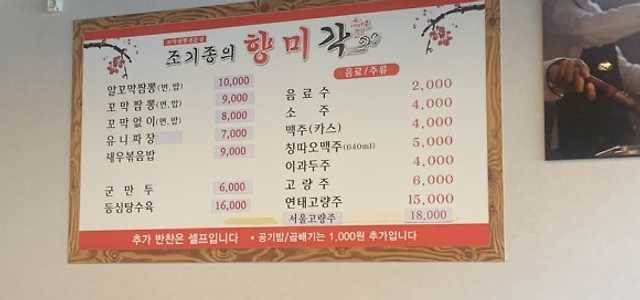 조기종의 향미각
음료/주류
알꼬막짬뽕(면,밥) 10,000
꼬막짬뽕(면,밥) 9,000
꼬막없이(면,밥) 8,000
유니짜장 7,000
새우볶음밥 9,000
군만두 6,000
등심탕수육 16,000
음료수 2,000
소주 4,000
맥주(카스) 4,000
칭따오맥주(640ml) 5,000
이과두주 4,000
고량주 6,000
연태고량주 15,000
서울고량주 18,000
추가 반찬은 셀프입니다 • 공기밥/곱빼기는 1,000원 추가입니다